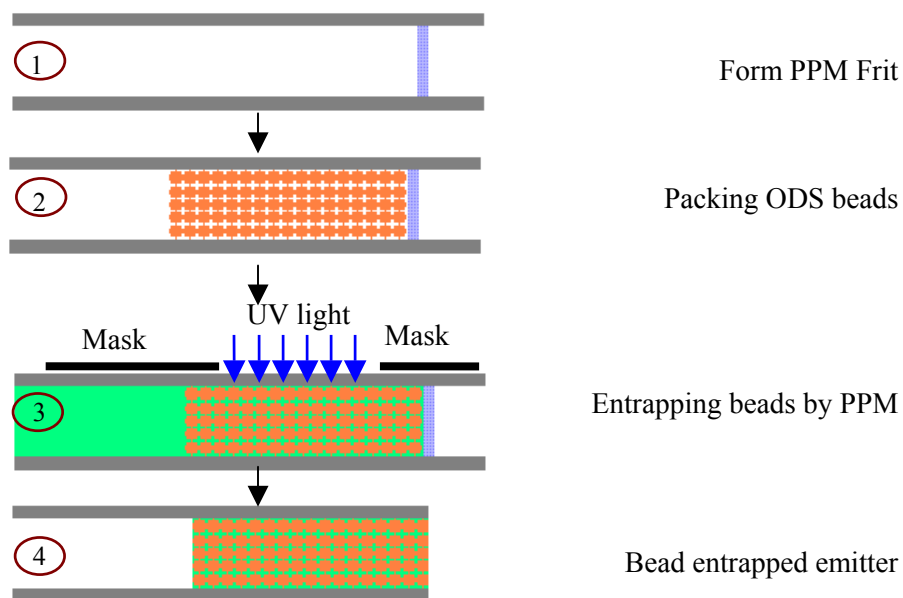 1
Form PPM Frit
2
Packing ODS beads
UV light
Mask
Mask
3
Entrapping beads by PPM
4
Bead entrapped emitter